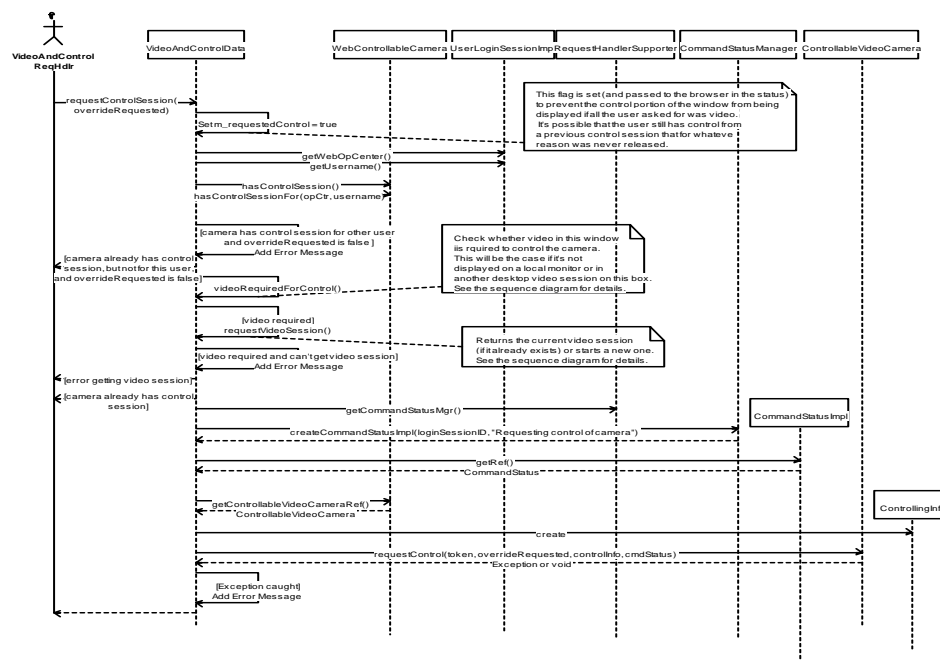 VideoAndControl
ReqHdlr
VideoAndControlData
WebControllableCamera
UserLoginSessionImp
RequestHandlerSupporter
CommandStatusManager
ControllableVideoCamera
requestControlSession(
overrideRequested)
This flag is set (and passed to the browser in the status)
to prevent the control portion of the window from being
displayed if all the user asked for was video.
It's possible that the user still has control from
a previous control session that for whateve
reason was never released.
Set m_requestedControl = true
getWebOpCenter()
getUsername()
hasControlSession()
hasControlSessionFor(opCtr, username)
[camera has control session for other user
and overrideRequested is false ]
Add Error Message
Check whether video in this window
iis rquired to control the camera.
This will be the case if it's not
displayed on a local monitor or in
another desktop video session on this box.
See the sequence diagram for details.
[camera already has control
session, but not for this user,
and overrideRequested is false]
videoRequiredForControl()
[video required]
requestVideoSession()
Returns the current video session
(if it already exists) or starts a new one.
See the sequence diagram for details.
[video required and can't get video session]
Add Error Message
[error getting video session]
[camera already has control
session]
getCommandStatusMgr()
CommandStatusImpl
createCommandStatusImpl(loginSessionID, "Requesting control of camera")
getRef()
CommandStatus
getControllableVideoCameraRef()
ControllableVideoCamera
ControllingInf
create
requestControl(token, overrideRequested, controlInfo, cmdStatus)
Exception or void
[Exception caught]
Add Error Message